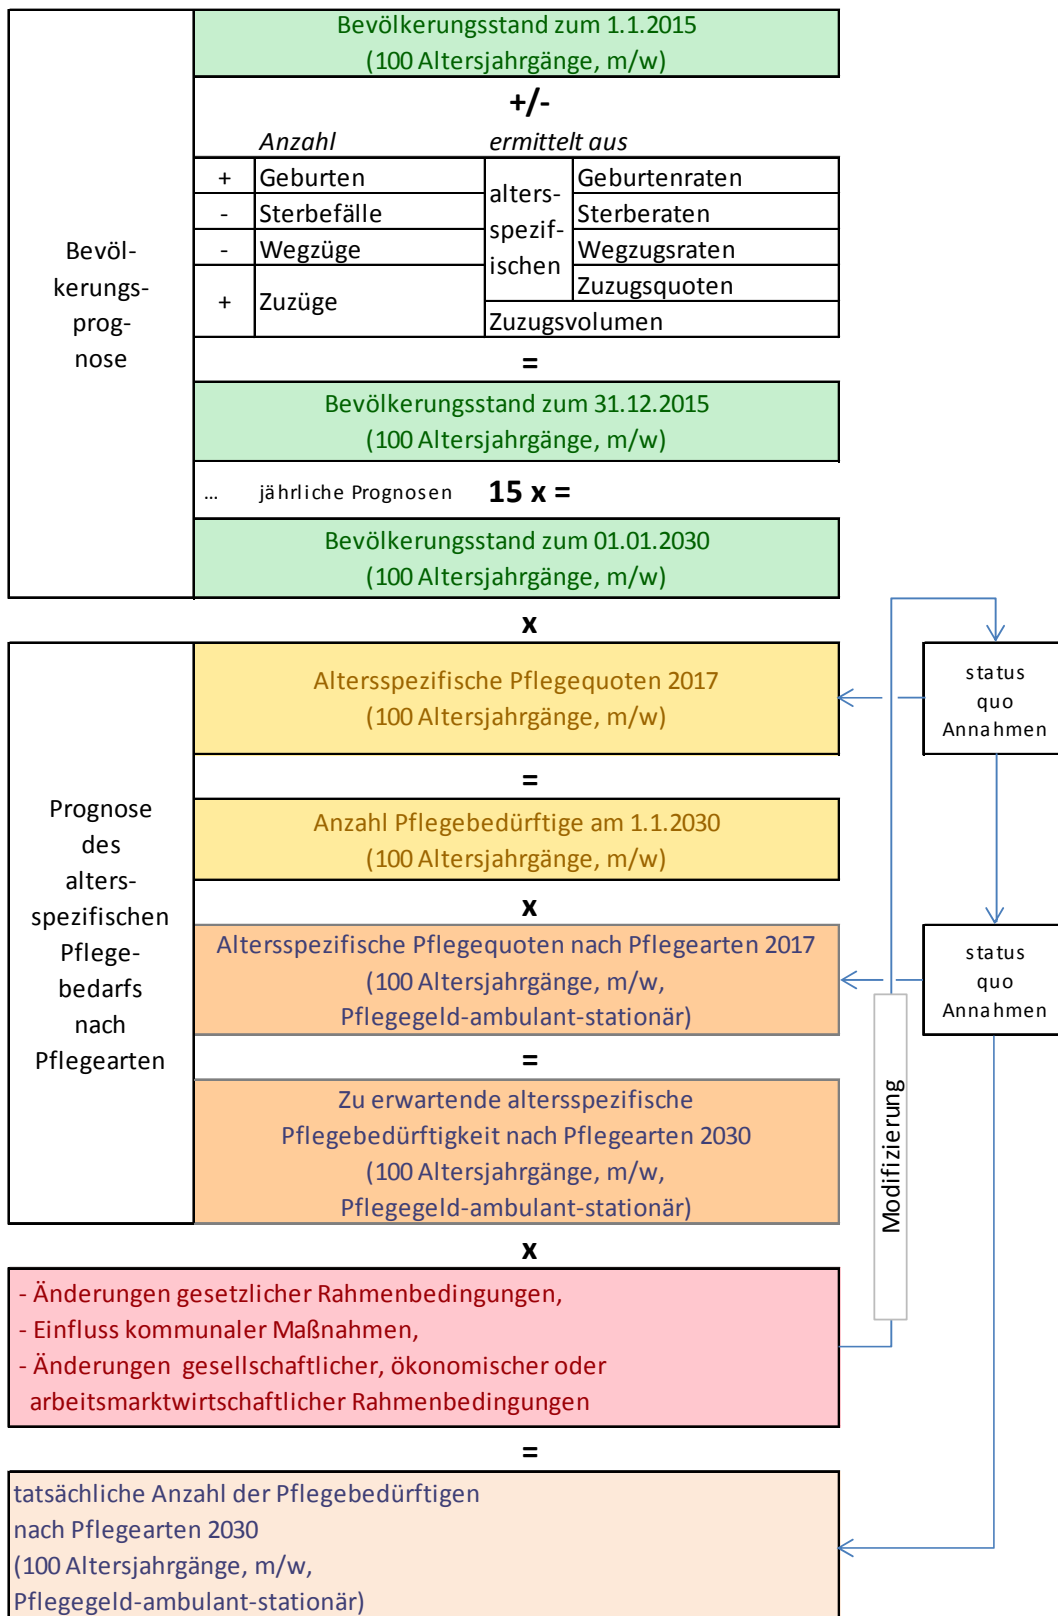 Bevölkerungsstand zum 1.1.2015
(100 Altersjahrgänge, m/w)
+/-
Anzahl ermittelt aus
Bevöl-
kerungs-
prog-
nose
+ Geburten
- Sterbefälle
- Wegzüge
+ Zuzüge
alters-
spezif-
ischen
Geburtenraten
Sterberaten
Wegzugsraten
Zuzugsquoten
Zuzugsvolumen
=
Bevölkerungsstand zum 31.12.2015
(100 Altersjahrgänge, m/w)
... jährliche Prognosen 15 x =
Bevölkerungsstand zum 01.01.2030
(100 Altersjahrgänge, m/w)
x
Prognose
des
alters-
spezifischen
Pflege-
bedarfs
nach
Pflegearten
Altersspezifische Pflegequoten 2017
(100 Altersjahrgänge, m/w)
status
quo
Annahmen
=
Anzahl Pflegebedürftige am 1.1.2030
(100 Altersjahrgänge, m/w)
x
Altersspezifische Pflegequoten nach Pflegearten 2017
(100 Altersjahrgänge, m/w,
Pflegegeld-ambulant-stationär)
status
quo
Annahmen
=
Zu erwartende altersspezifische
Pflegebedürftigkeit nach Pflegearten 2030
(100 Altersjahrgänge, m/w,
Pflegegeld-ambulant-stationär)
Modifizierung
x
- Änderungen gesetzlicher Rahmenbedingungen,
- Einfluss kommunaler Maßnahmen,
- Änderungen gesellschaftlicher, ökonomischer oder
arbeitsmarktwirtschaftlicher Rahmenbedingungen
=
tatsächliche Anzahl der Pflegebedürftigen
nach Pflegearten 2030
(100 Altersjahrgänge, m/w,
Pflegegeld-ambulant-stationär)